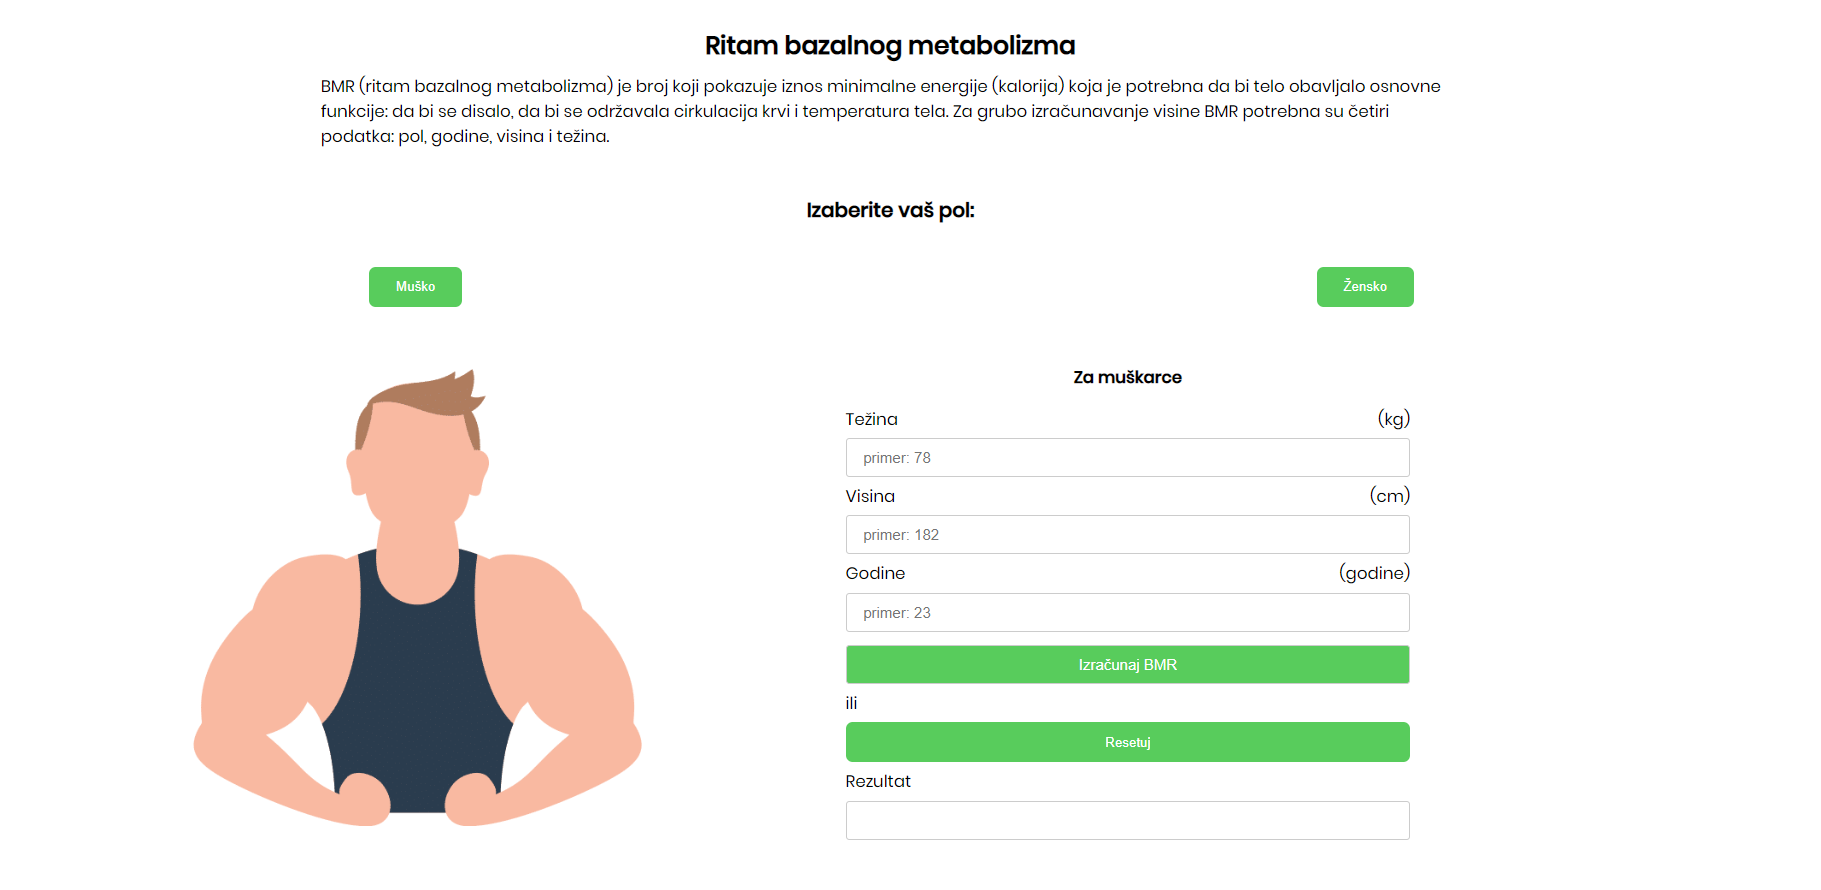 Ritam bazalnog metabolizma
BMR (ritam bazalnog metabolizma) je broj koji pokazuje iznos minimalne energije (kalorija) koja je potrebna da bi telo obavljalo osnovne
funkcije: da bi se disalo, da bi se održavala cirkulacija krvi i temperatura tela. Za grubo izračunavanje visine BMR potrebna su četiri
podatka: pol, godine, visina i težina.
Izaberite vaš pol:
Muško
Žensko
Za muškarce
Težina (kg)
primer: 78
Visina (cm)
primer: 182
Godine (godine)
primer: 23
Izračunaj BMR
ili
Resetuj
Rezultat